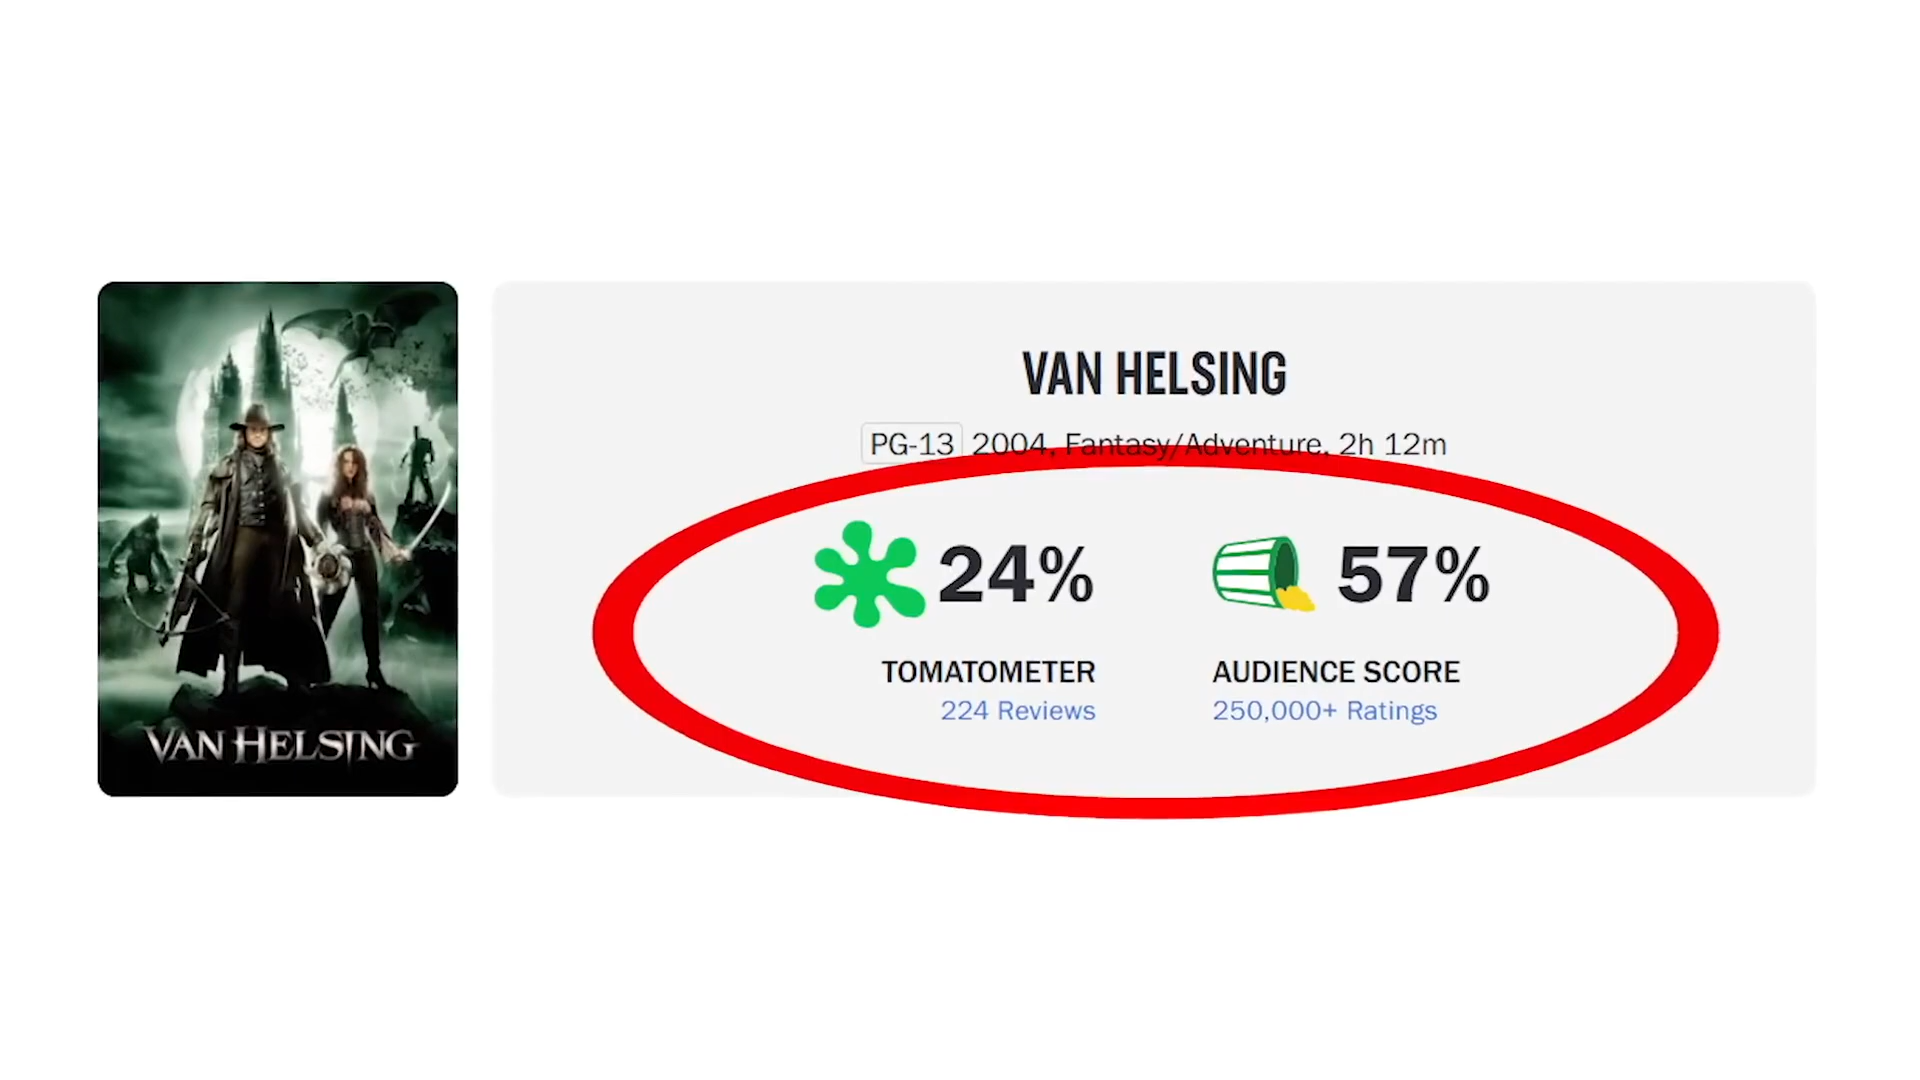 VAN HELSING
VAN HELSING
PG-13 2004, Fantasy/Adventure, 2h 12m
24% 57%
TOMATOMETER AUDIENCE SCORE
224 Reviews 250,000+ Ratings